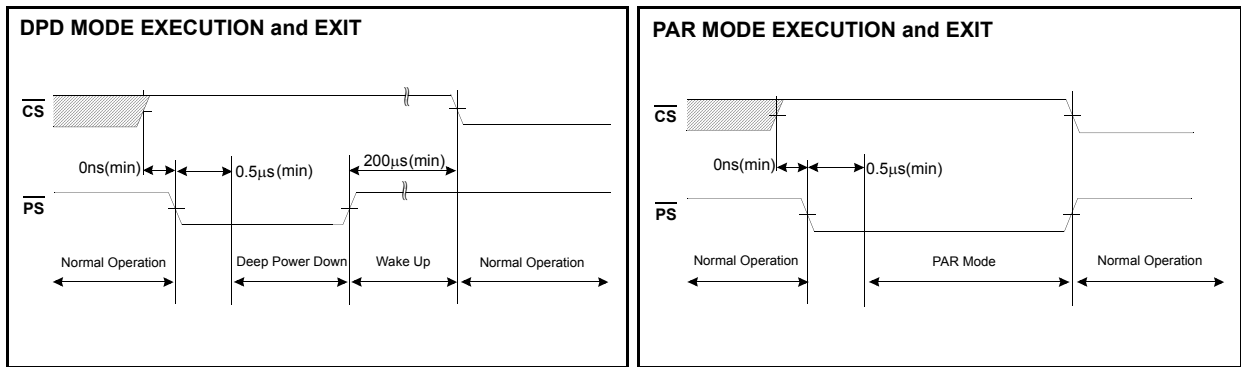 DPD MODE EXECUTION and EXIT
CS
0ns(min)
0.5μs(min)
200μs(min)
PS
Normal Operation
Deep Power Down
Wake Up
Normal Operation
PAR MODE EXECUTION and EXIT
CS
0ns(min)
0.5μs(min)
PS
Normal Operation
PAR Mode
Normal Operation